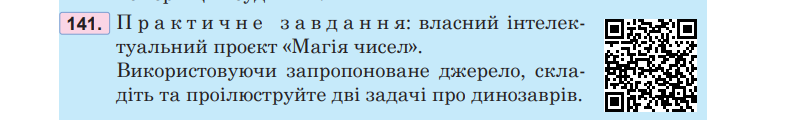 141. Практичне завдання: власний інтелек-
туальний проєкт «Магія чисел».
Використовуючи запропоноване джерело, скла-
діть та проілюструйте дві задачі про динозаврів.